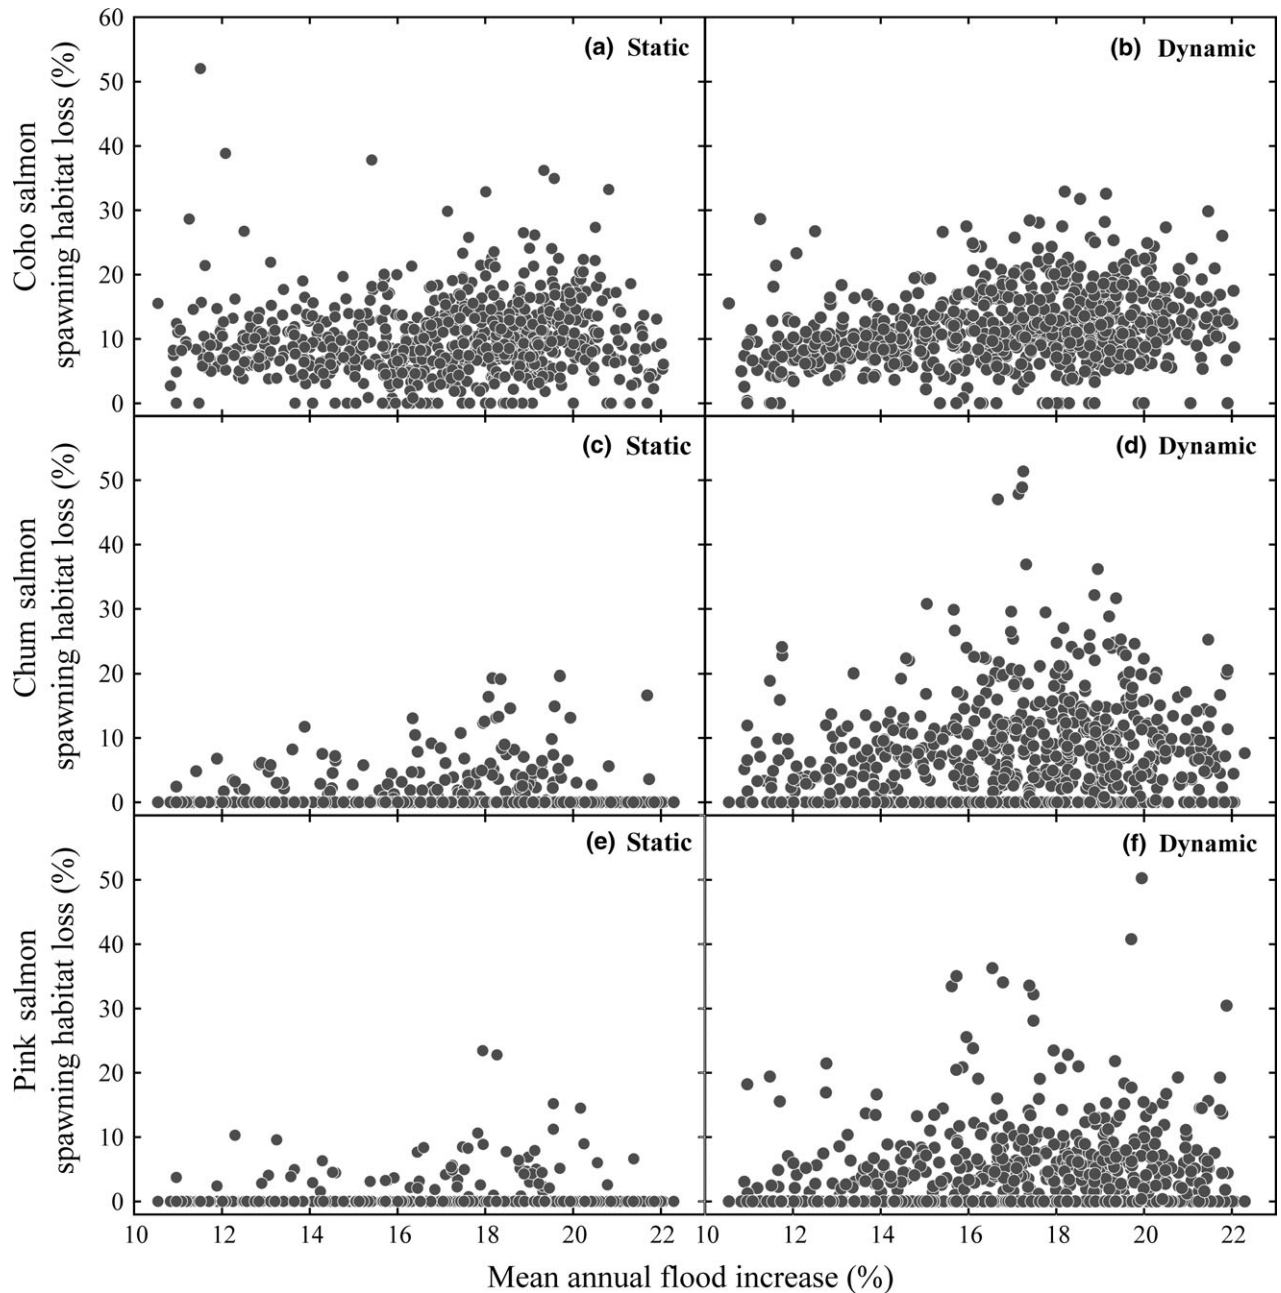 Coho salmon
spawning habitat loss (%)
60
50
40
30
20
10
0
(a) Static
(b) Dynamic
Chum salmon
spawning habitat loss (%)
50
40
30
20
10
0
(c) Static
(d) Dynamic
Pink salmon
spawning habitat loss (%)
50
40
30
20
10
0
(e) Static
(f) Dynamic
10 12 14 16 18 20 22 10 12 14 16 18 20 22
Mean annual flood increase (%)